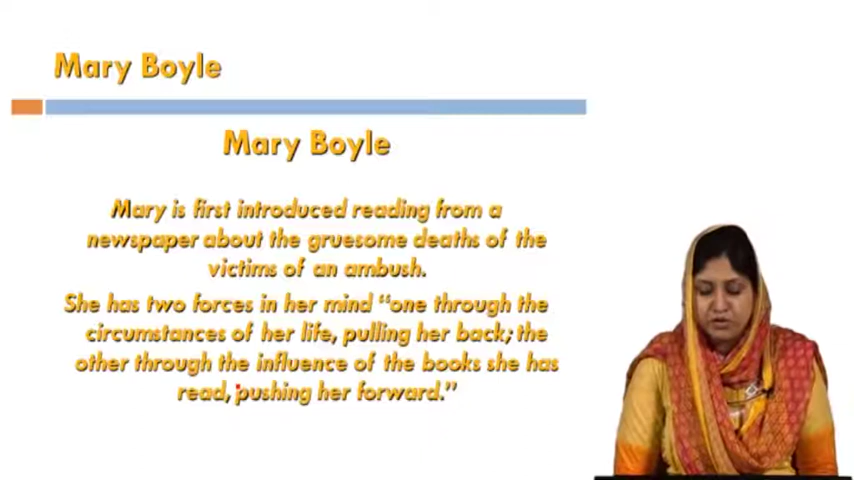 Mary Boyle
Mary Boyle
Mary is first introduced reading from a
newspaper about the gruesome deaths of the
victims of an ambush.
She has two forces in her mind “one through the
circumstances of her life, pulling her back; the
other through the influence of the books she has
read, pushing her forward.”